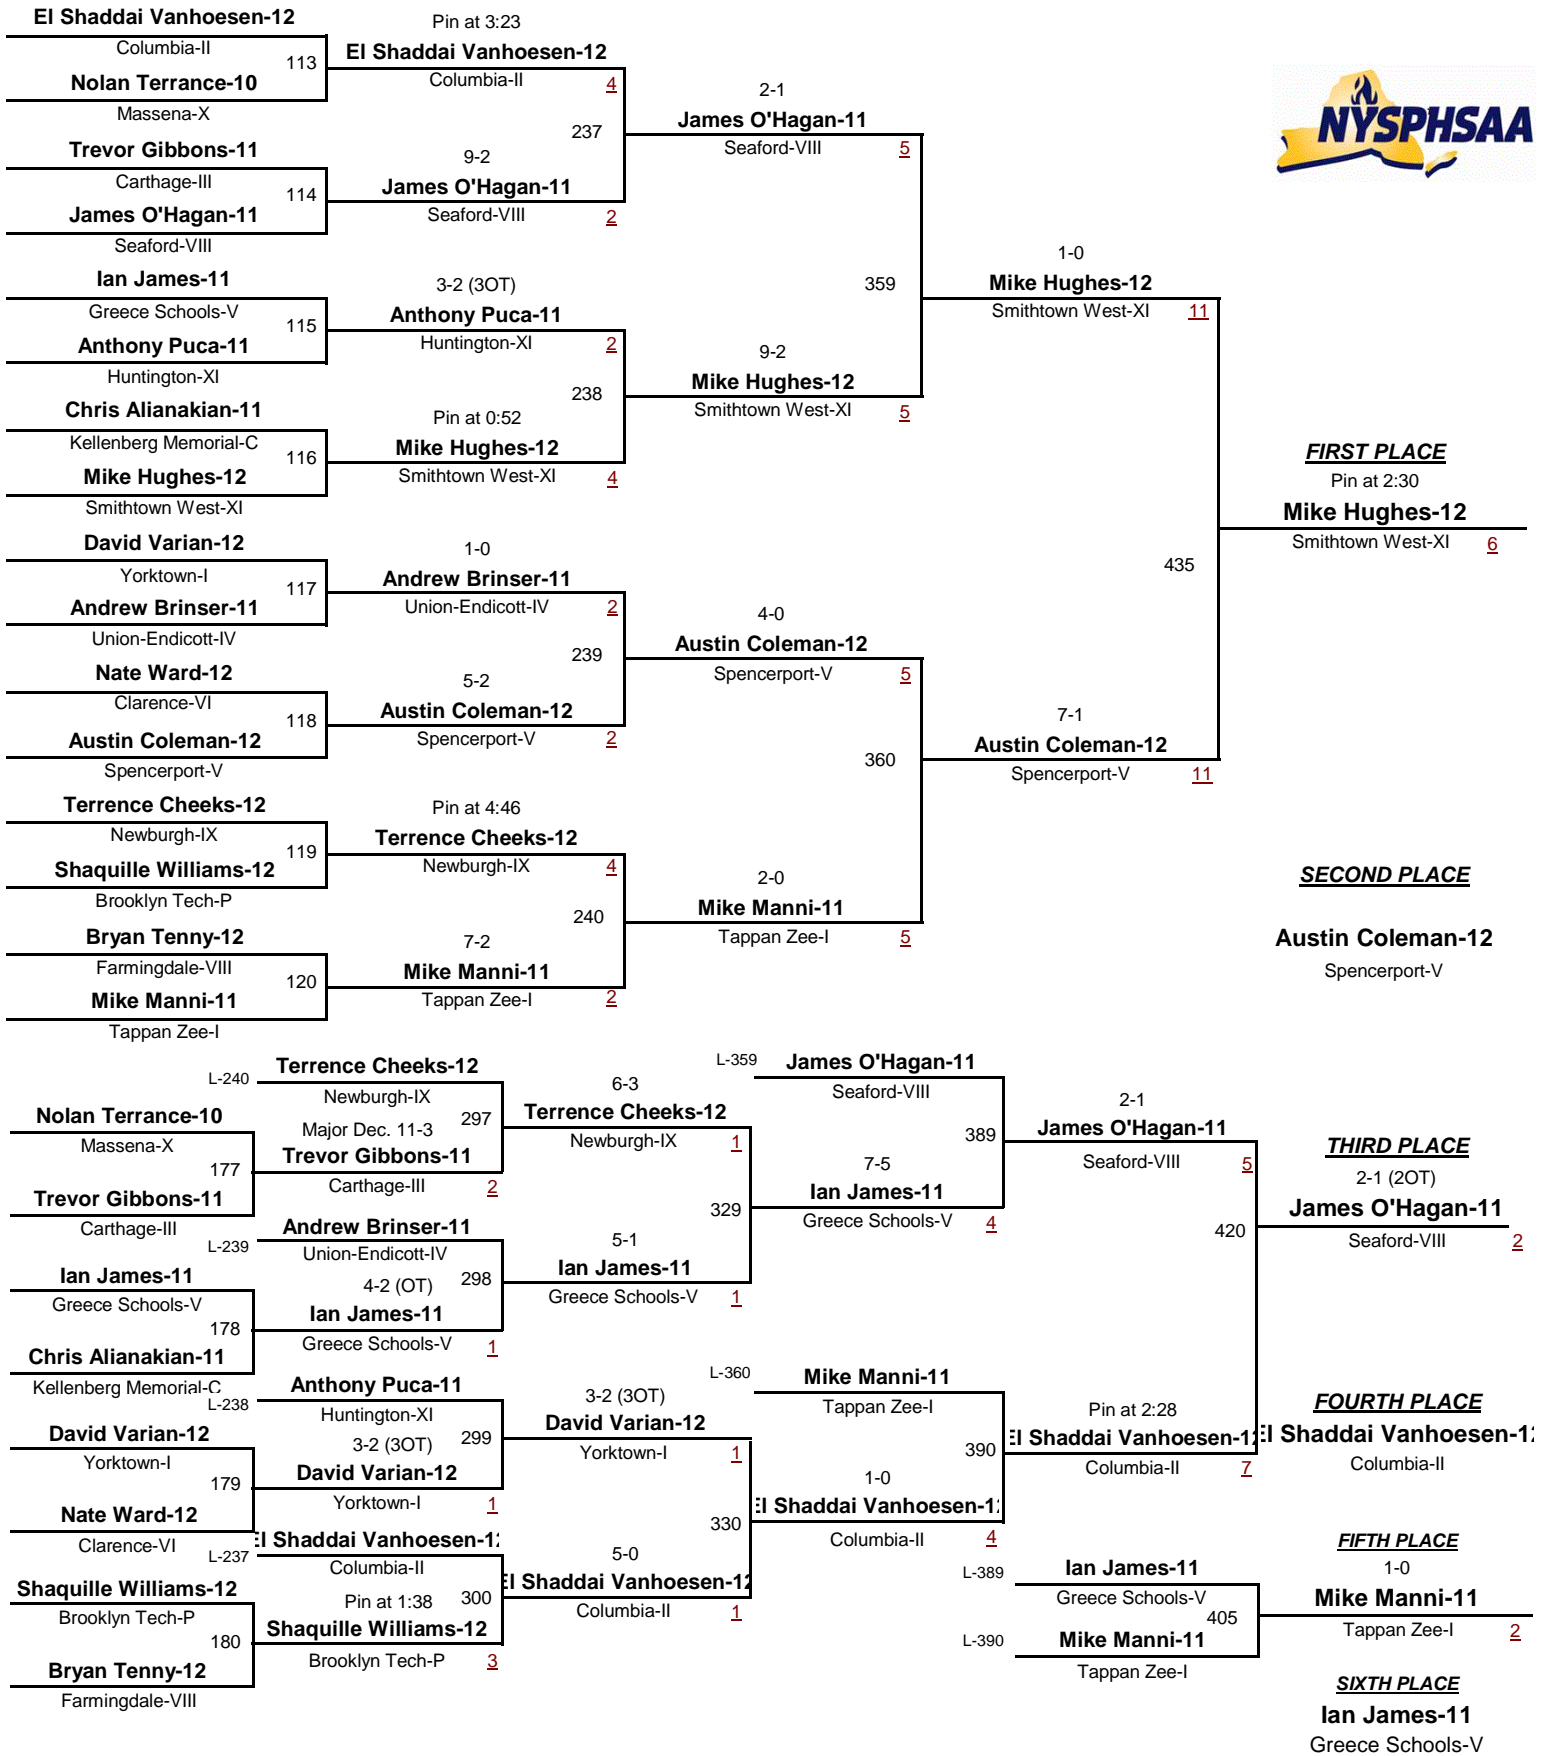 El Shaddai Vanhoesen-12
Columbia-II
113
Nolan Terrance-10
Massena-X
Trevor Gibbons-11
Carthage-III
114
James O'Hagan-11
Seaford-VIII
Ian James-11
Greece Schools-V
115
Anthony Puca-11
Huntington-XI
Chris Alianakian-11
Kellenberg Memorial-C
116
Mike Hughes-12
Smithtown West-XI
David Varian-12
Yorktown-I
117
Andrew Brinser-11
Union-Endicott-IV
Nate Ward-12
Clarence-VI
118
Austin Coleman-12
Spencerport-V
Terrence Cheeks-12
Newburgh-IX
119
Shaquille Williams-12
Brooklyn Tech-P
Bryan Tenny-12
Farmingdale-VIII
120
Mike Manni-11
Tappan Zee-I
Pin at 3:23
El Shaddai Vanhoesen-12
Columbia-II
4
237
9-2
James O'Hagan-11
Seaford-VIII
2
3-2 (3OT)
Anthony Puca-11
Huntington-XI
2
238
Pin at 0:52
Mike Hughes-12
Smithtown West-XI
4
1-0
Andrew Brinser-11
Union-Endicott-IV
2
239
5-2
Austin Coleman-12
Spencerport-V
2
Pin at 4:46
Terrence Cheeks-12
Newburgh-IX
4
240
7-2
Mike Manni-11
Tappan Zee-I
2
2-1
James O'Hagan-11
Seaford-VIII
5
359
9-2
Mike Hughes-12
Smithtown West-XI
5
4-0
Austin Coleman-12
Spencerport-V
5
360
2-0
Mike Manni-11
Tappan Zee-I
5
1-0
Mike Hughes-12
Smithtown West-XI
11
435
7-1
Austin Coleman-12
Spencerport-V
11
NYSPHSAA
FIRST PLACE
Pin at 2:30
Mike Hughes-12
Smithtown West-XI
6
SECOND PLACE
Austin Coleman-12
Spencerport-V
Nolan Terrance-10
Massena-X
177
Trevor Gibbons-11
Carthage-III
Ian James-11
Greece Schools-V
178
Chris Alianakian-11
Kellenberg Memorial-C
David Varian-12
Yorktown-I
179
Nate Ward-12
Clarence-VI
Shaquille Williams-12
Brooklyn Tech-P
180
Bryan Tenny-12
Farmingdale-VIII
L-240
Terrence Cheeks-12
Newburgh-IX
297
Major Dec. 11-3
Trevor Gibbons-11
Carthage-III
2
L-239
Andrew Brinser-11
Union-Endicott-IV
298
4-2 (OT)
Ian James-11
Greece Schools-V
1
L-238
Anthony Puca-11
Huntington-XI
299
3-2 (3OT)
David Varian-12
Yorktown-I
1
L-237
El Shaddai Vanhoesen-12
Columbia-II
300
Pin at 1:38
Shaquille Williams-12
Brooklyn Tech-P
3
6-3
Terrence Cheeks-12
Newburgh-IX
1
329
5-1
Ian James-11
Greece Schools-V
1
3-2 (3OT)
David Varian-12
Yorktown-I
1
330
5-0
El Shaddai Vanhoesen-12
Columbia-II
1
L-359
James O'Hagan-11
Seaford-VIII
389
7-5
Ian James-11
Greece Schools-V
4
L-360
Mike Manni-11
Tappan Zee-I
390
1-0
El Shaddai Vanhoesen-12
Columbia-II
4
2-1
James O'Hagan-11
Seaford-VIII
5
420
Pin at 2:28
El Shaddai Vanhoesen-12
Columbia-II
7
L-389
Ian James-11
Greece Schools-V
405
L-390
Mike Manni-11
Tappan Zee-I
THIRD PLACE
2-1 (2OT)
James O'Hagan-11
Seaford-VIII
2
FOURTH PLACE
El Shaddai Vanhoesen-12
Columbia-II
FIFTH PLACE
1-0
Mike Manni-11
Tappan Zee-I
2
SIXTH PLACE
Ian James-11
Greece Schools-V